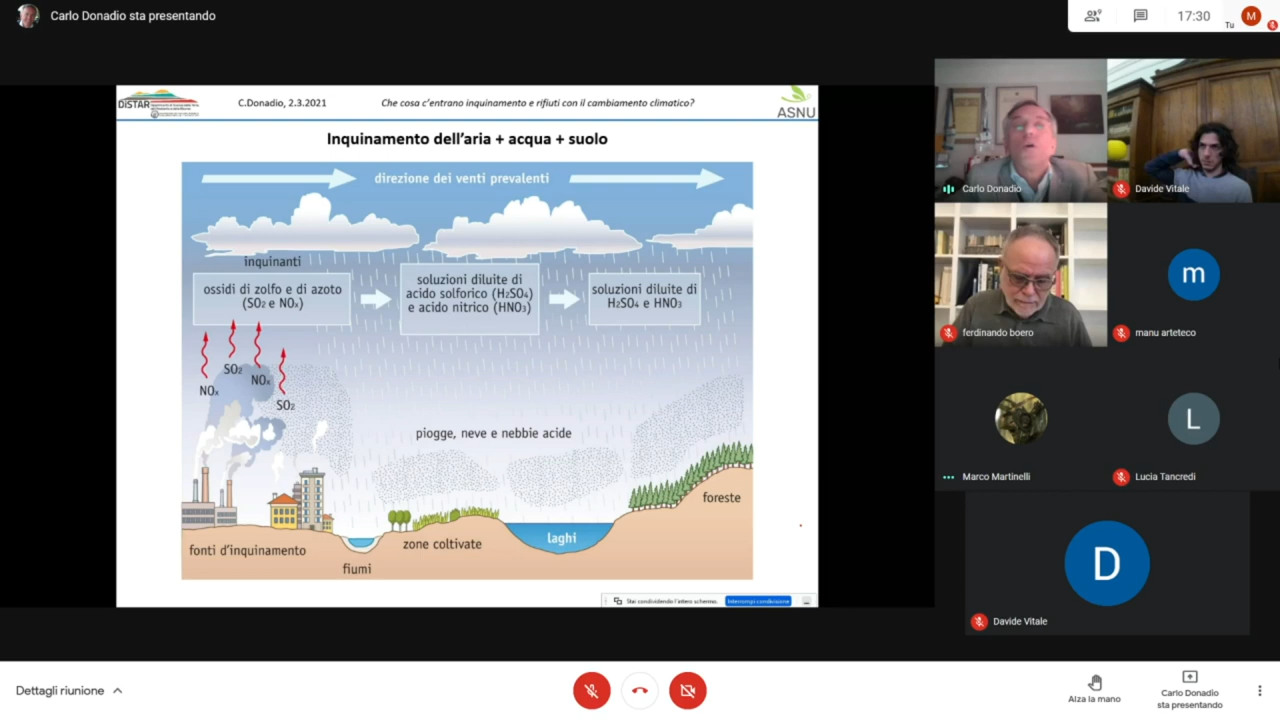 Carlo Donadio sta presentando
17:30
Tu
M
DiSTAR
C.Donadio, 2.3.2021
Che cosa c'entrano inquinamento e rifiuti con il cambiamento climatico?
ASNU
Inquinamento dell'aria + acqua + suolo
direzione dei venti prevalenti
inquinanti
ossidi di zolfo e di azoto
(SO2 e NOx)
soluzioni diluite di
acido solforico (H2SO4)
e acido nitrico (HNO3)
soluzioni diluite di
H2SO4 e HNO3
NOx
SO2
NOx
SO2
piogge, neve e nebbie acide
foreste
zone coltivate
laghi
fonti d'inquinamento
fiumi
Stai condividendo l'intero schermo.
Interrompi condivisione
Carlo Donadio
Davide Vitale
ferdinando boero
m
manu arteteco
Marco Martinelli
L
Lucia Tancredi
D
Davide Vitale
Dettagli riunione
Alza la mano
Carlo Donadio
sta presentando